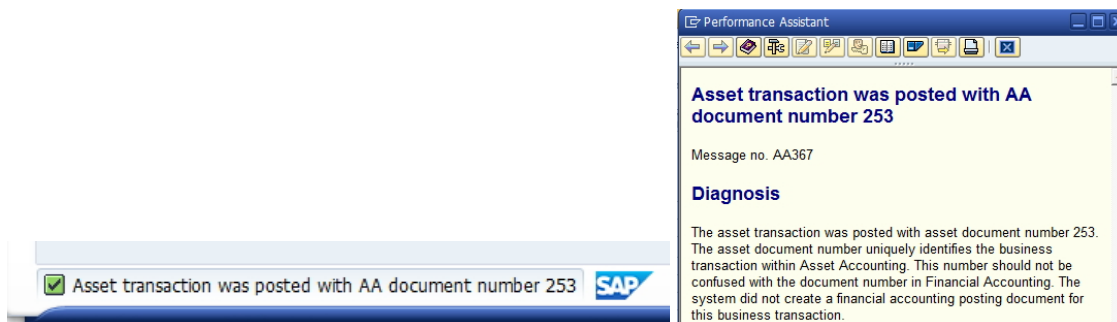 Asset transaction was posted with AA document number 253
SAP
Performance Assistant
Asset transaction was posted with AA
document number 253
Message no. AA367
Diagnosis
The asset transaction was posted with asset document number 253.
The asset document number uniquely identifies the business
transaction within Asset Accounting. This number should not be
confused with the document number in Financial Accounting. The
system did not create a financial accounting posting document for
this business transaction.